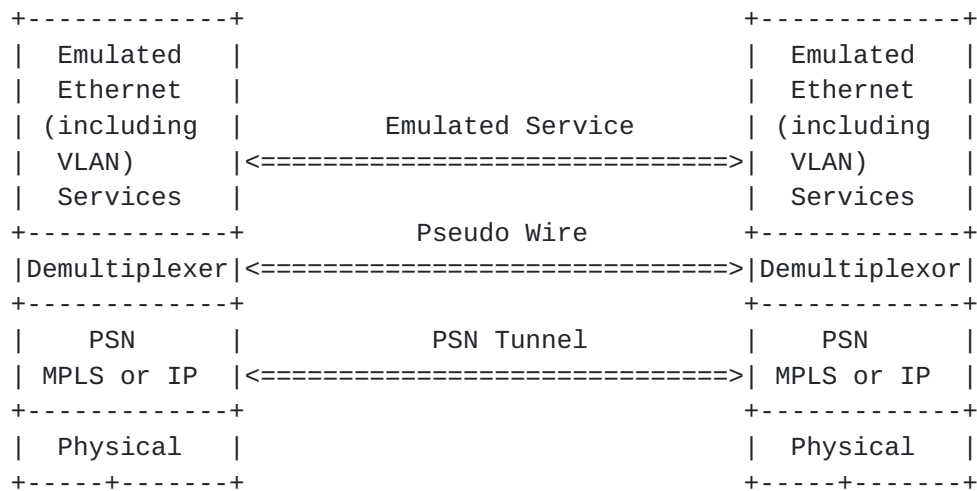 +-------------+                                +-------------+
|  Emulated   |                                |  Emulated   |
|  Ethernet   |                                |  Ethernet   |
| (including  |         Emulated Service       | (including  |
|  VLAN)      |<==============================>|  VLAN)      |
|  Services   |                                |  Services   |
+-------------+           Pseudo Wire          +-------------+
|Demultiplexer|<==============================>|Demultiplexor|
+-------------+                                +-------------+
|    PSN      |            PSN Tunnel          |    PSN      |
| MPLS or IP  |<==============================>| MPLS or IP  |
+-------------+                                +-------------+
|  Physical   |                                |  Physical   |
+-----+-------+                                +-----+-------+